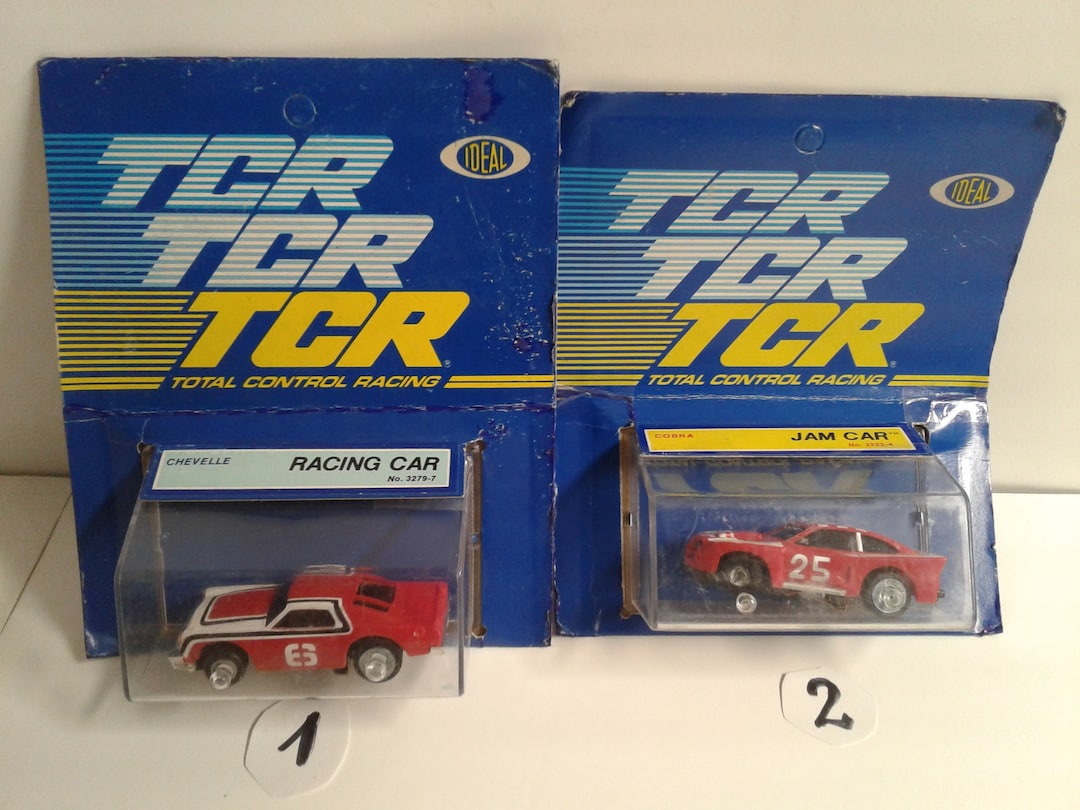 TCR
TCR
TCR®
TOTAL CONTROL RACING
IDEAL
CHEVELLE
RACING CAR
No. 3279-7
6
1
TCR
TCR
TCR®
TOTAL CONTROL RACING
IDEAL
COBRA
JAM CAR™
25
2